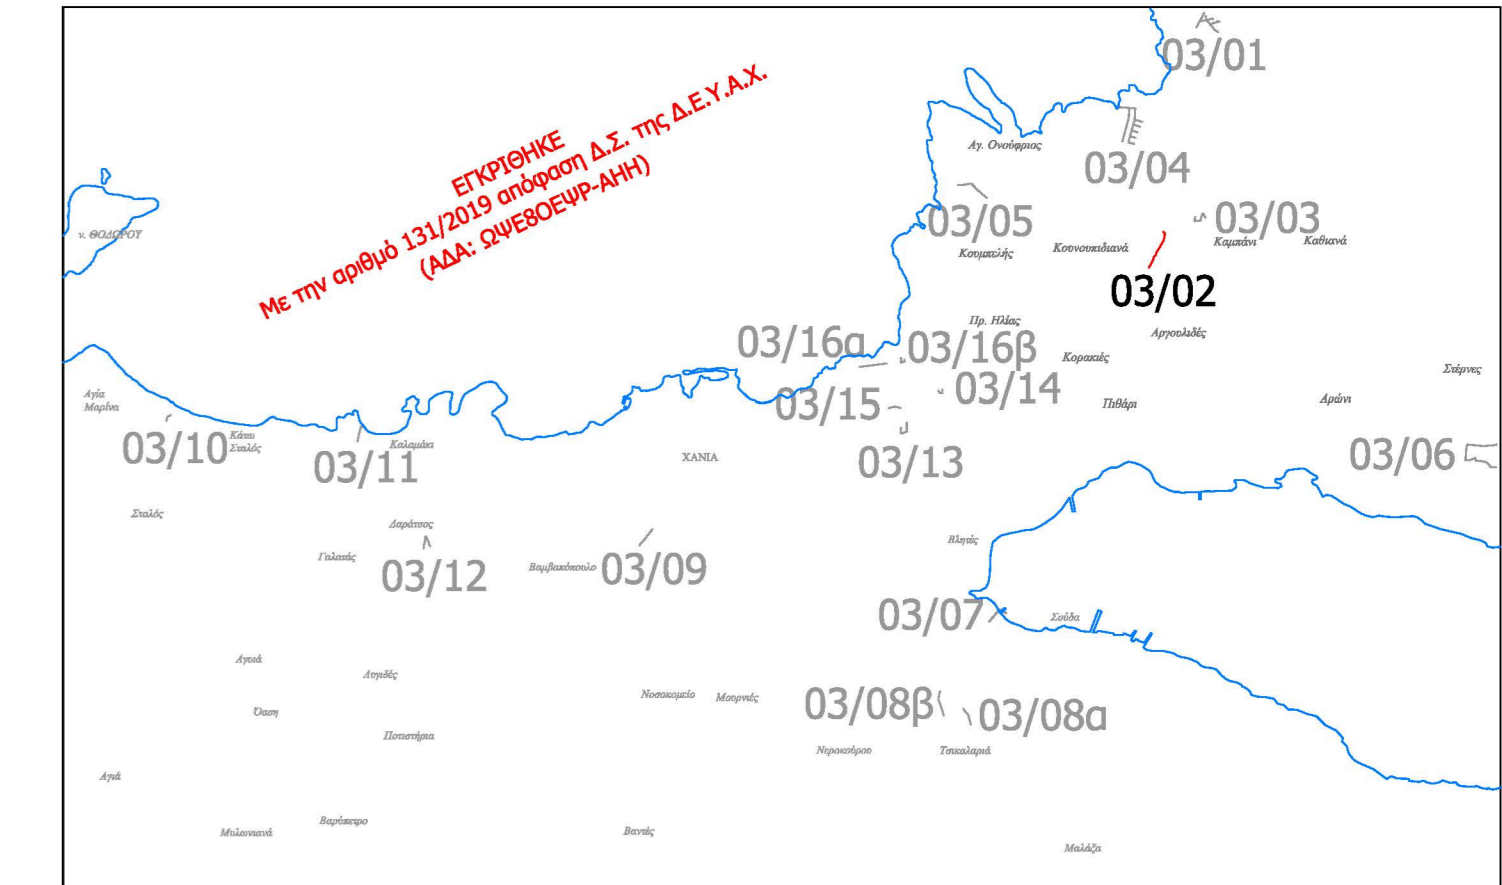 03/01
ΕΓΚΡΙΘΗΚΕ
Με την αριθμό 131/2019 απόφαση Δ.Σ. της Δ.Ε.Υ.Α.Χ.
(ΑΔΑ: ΩΨΕ8ΟΕΨΡ-ΑΗΗ)
Αγ. Ονούφριος
03/04
ν. ΘΟΔΩΡΟΥ
03/05
03/03
Κουμπελής
Κουνουπιδιανά
Καμπάνι
Καθιανά
03/02
Πρ. Ηλίας
Αργουλιδές
03/16α
03/16β
Κορακιές
Στέρνες
Αγία
Μαρίνα
03/15
03/14
Πιθάρι
Αρώνι
03/10
Κάτω
Σταλός
03/11
Καλαμάκι
ΧΑΝΙΑ
03/13
03/06
Σταλός
Δαράτσος
Γαλατάς
03/12
Βαμβακόπουλο
03/09
Βλητές
03/07
Σούδα
Αγυιά
Λυγιδές
Νοσοκομείο
Μουρνιές
03/08β
03/08α
Όαση
Ποτιστήρια
Νεροκούρου
Τσικαλαριά
Αγιά
Μυλωνιανά
Βαρύπετρο
Βαντές
Μαλάξα